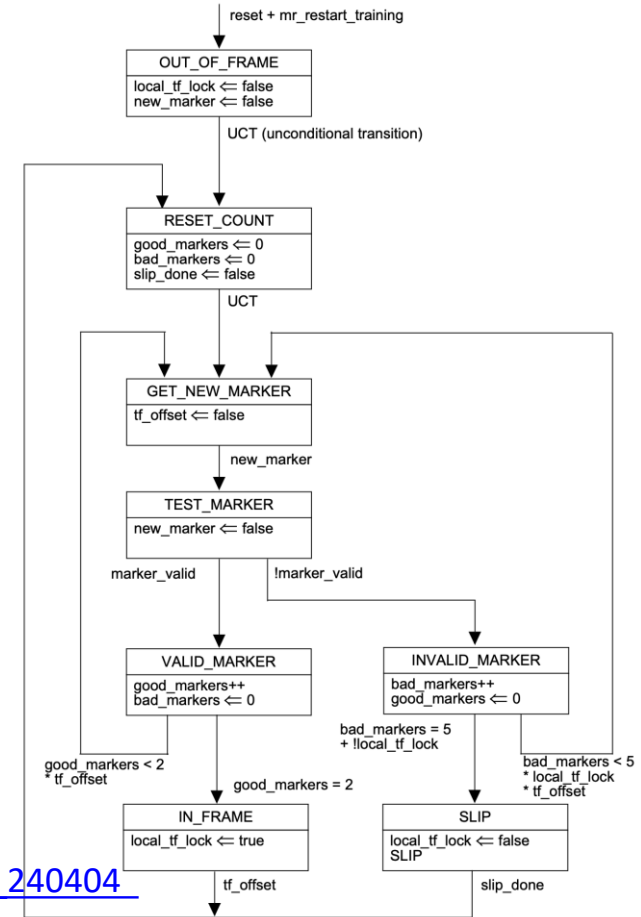 reset + mr_restart_training
OUT_OF_FRAME
local_tf_lock ⇐ false
new_marker ⇐ false
UCT (unconditional transition)
RESET_COUNT
good_markers ⇐ 0
bad_markers ⇐ 0
slip_done ⇐ false
UCT
GET_NEW_MARKER
tf_offset ⇐ false
new_marker
TEST_MARKER
new_marker ⇐ false
marker_valid
!marker_valid
VALID_MARKER
good_markers++
bad_markers ⇐ 0
INVALID_MARKER
bad_markers++
good_markers ⇐ 0
good_markers < 2
* tf_offset
good_markers = 2
bad_markers = 5
+ !local_tf_lock
bad_markers < 5
* local_tf_lock
* tf_offset
IN_FRAME
local_tf_lock ⇐ true
SLIP
local_tf_lock ⇐ false
SLIP
_240404
tf_offset
slip_done